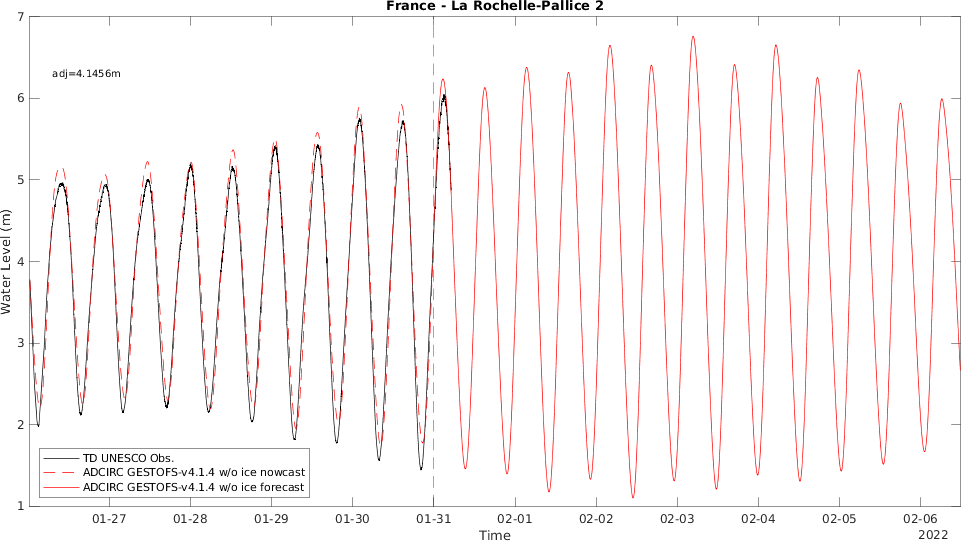 France - La Rochelle-Pallice 2
adj=4.1456m
Water Level (m)
7
6
5
4
3
2
1
TD UNESCO Obs.
ADCIRC GESTOFS-v4.1.4 w/o ice nowcast
ADCIRC GESTOFS-v4.1.4 w/o ice forecast
01-27 01-28 01-29 01-30 01-31 02-01 02-02 02-03 02-04 02-05 02-06
Time
2022